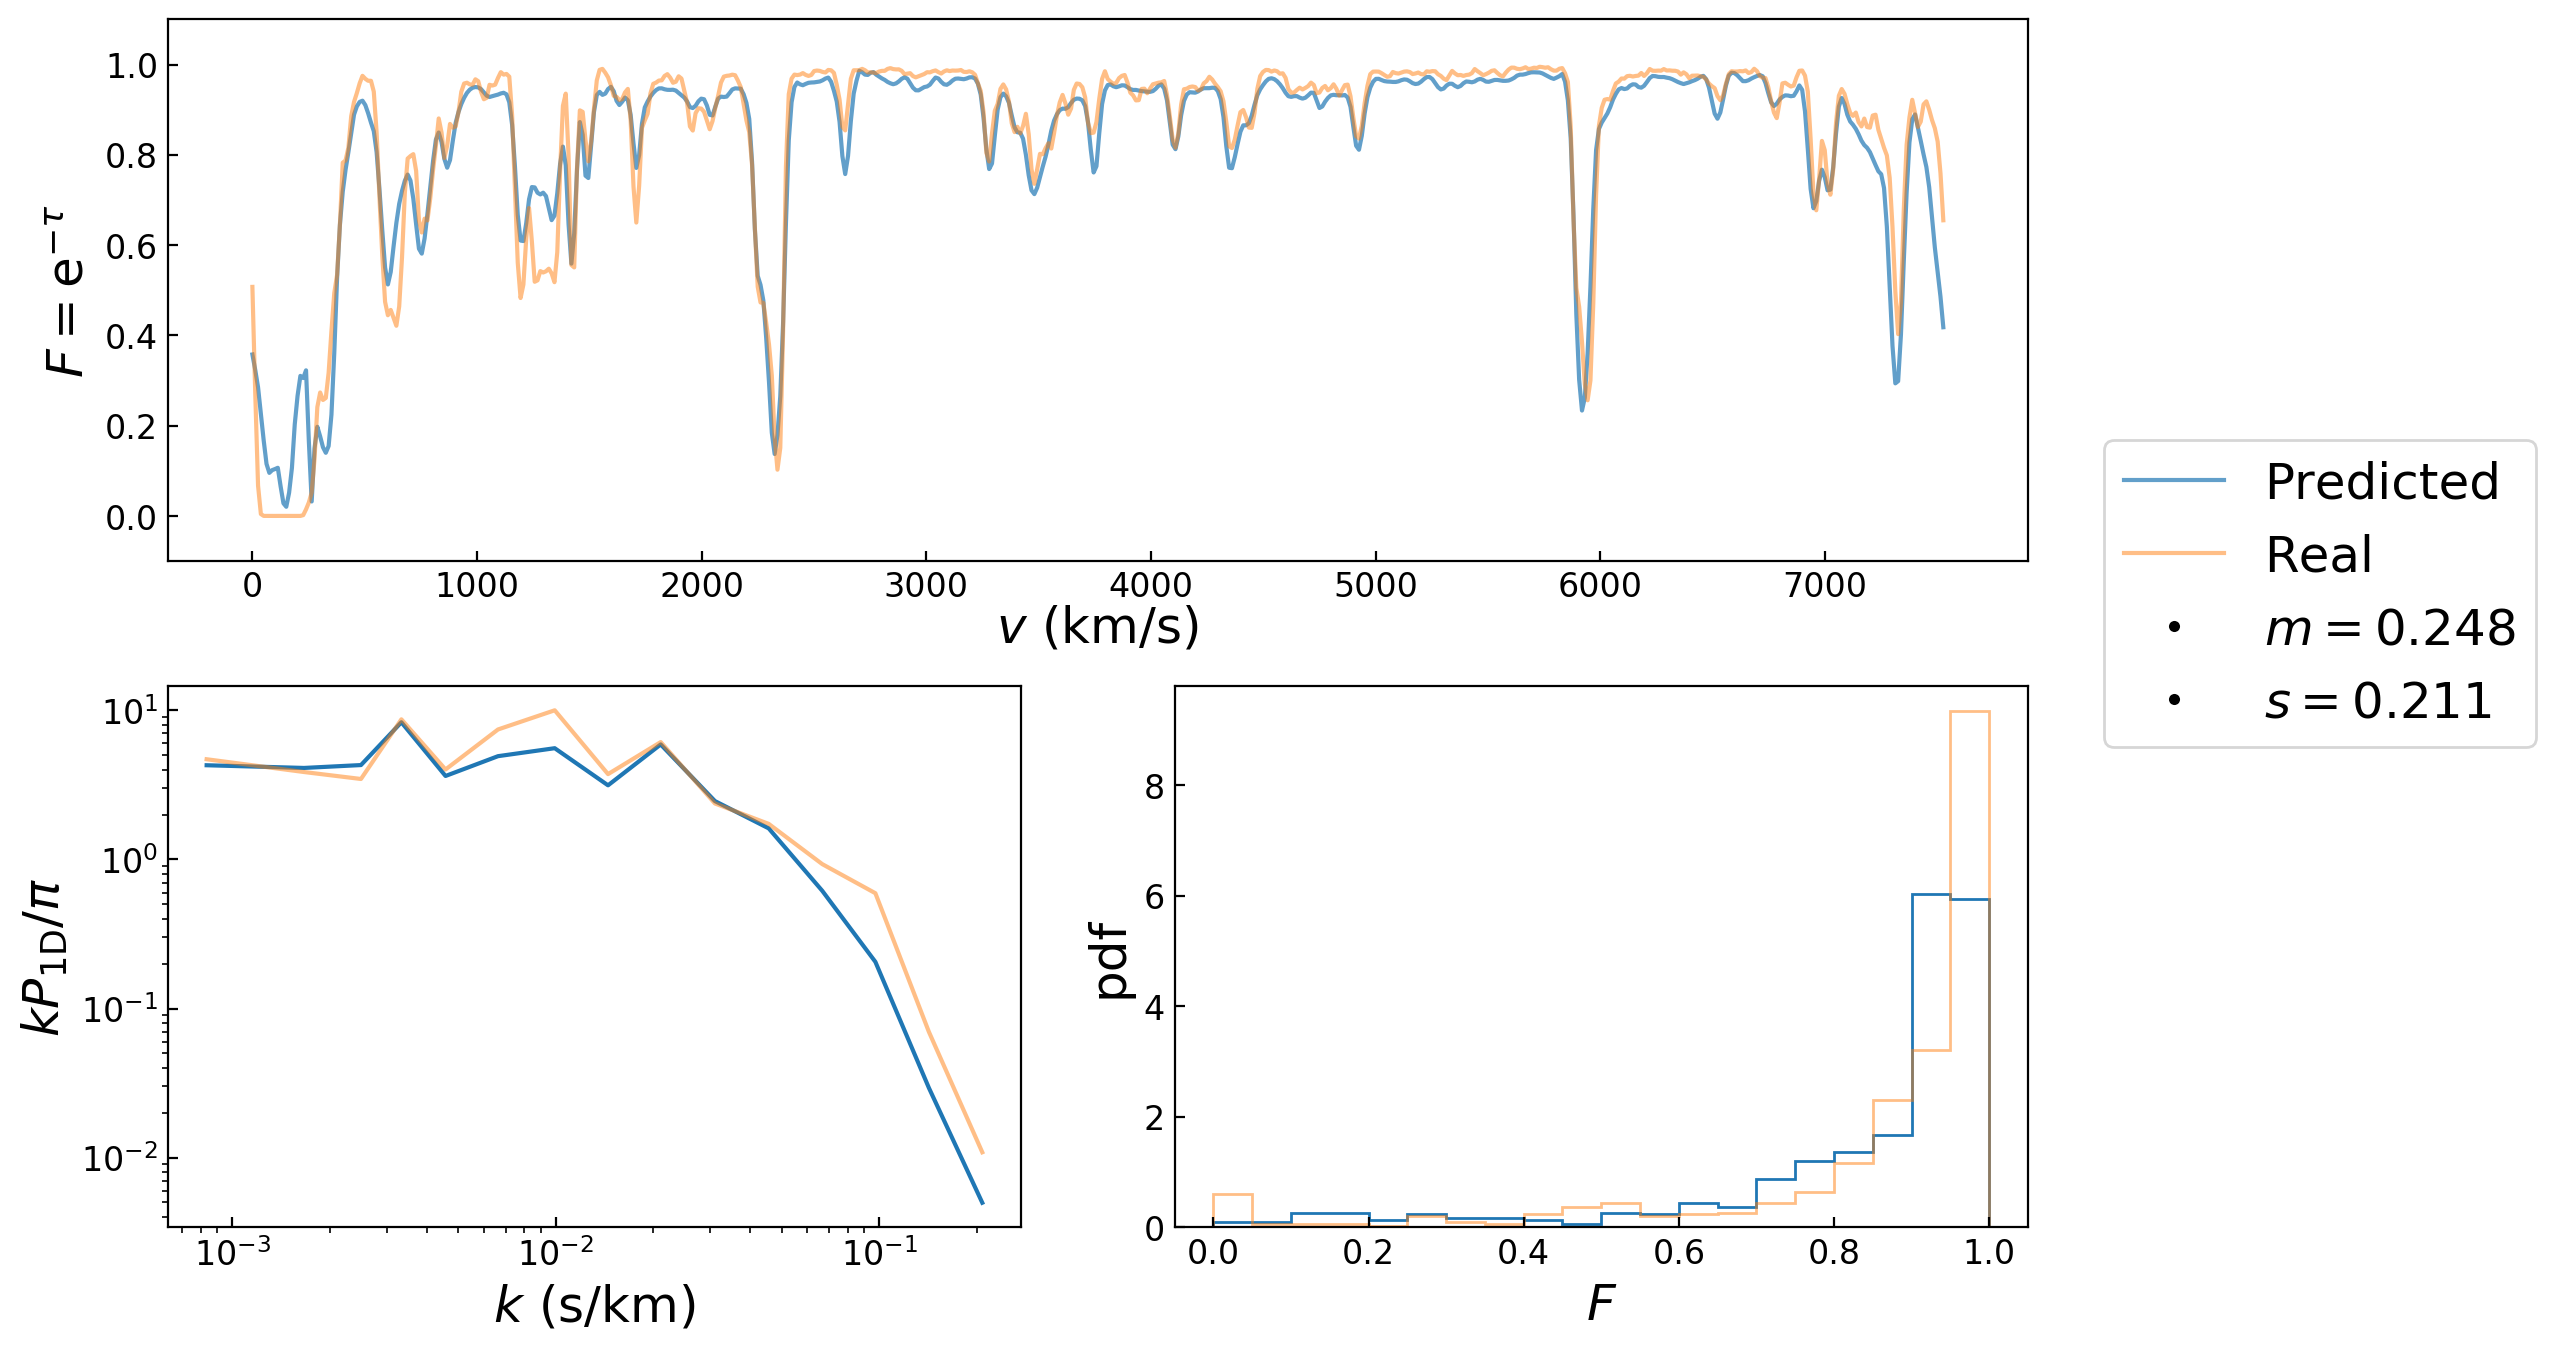 1.0
0.8
0.6
0.4
0.2
0.0
F = e^{-τ}
0 1000 2000 3000 4000 5000 6000 7000
v (km/s)
Predicted
Real
m = 0.248
s = 0.211
10^1
10^0
10^{-1}
10^{-2}
kP_{1D}/π
10^{-3} 10^{-2} 10^{-1}
k (s/km)
8
6
4
2
0
pdf
0.0 0.2 0.4 0.6 0.8 1.0
F